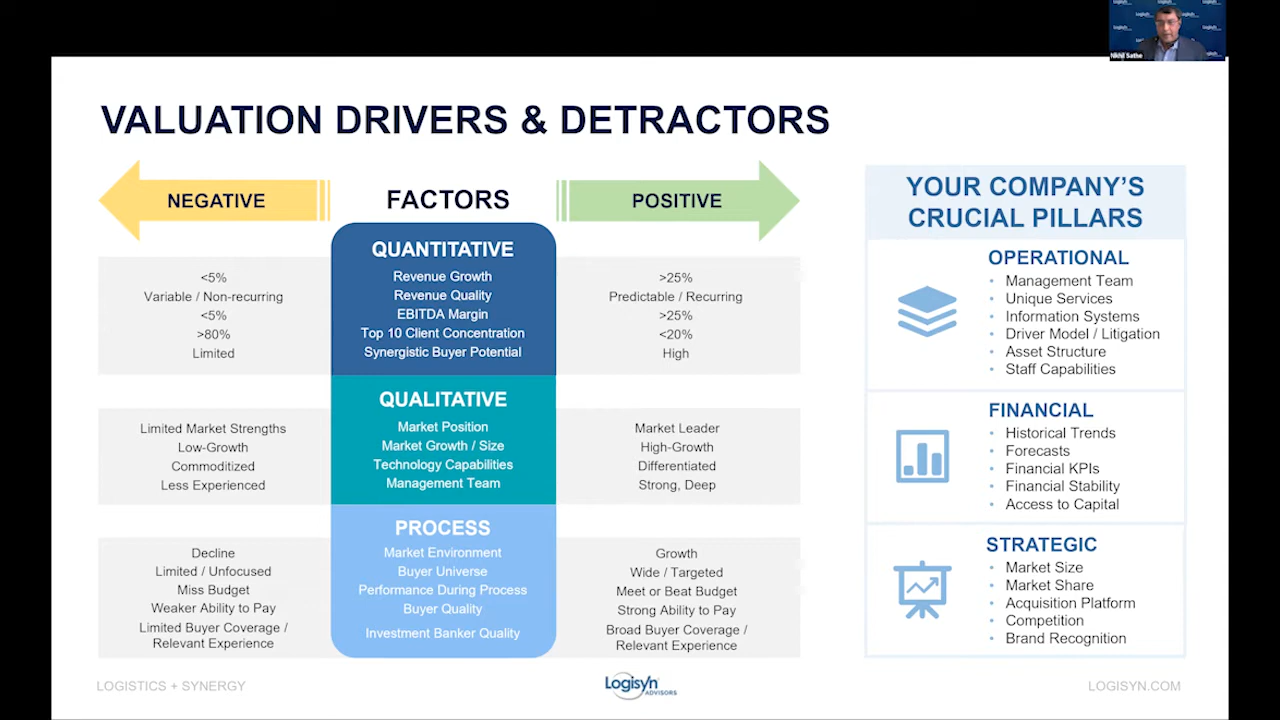 Logisyn
Nikhil Sathe
VALUATION DRIVERS & DETRACTORS
NEGATIVE
FACTORS
POSITIVE
QUANTITATIVE
<5%
Revenue Growth
>25%
Variable / Non-recurring
Revenue Quality
Predictable / Recurring
<5%
EBITDA Margin
>25%
>80%
Top 10 Client Concentration
<20%
Limited
Synergistic Buyer Potential
High
QUALITATIVE
Limited Market Strengths
Market Position
Market Leader
Low-Growth
Market Growth / Size
High-Growth
Commoditized
Technology Capabilities
Differentiated
Less Experienced
Management Team
Strong, Deep
PROCESS
Decline
Market Environment
Growth
Limited / Unfocused
Buyer Universe
Wide / Targeted
Miss Budget
Performance During Process
Meet or Beat Budget
Weaker Ability to Pay
Buyer Quality
Strong Ability to Pay
Limited Buyer Coverage /
Relevant Experience
Investment Banker Quality
Broad Buyer Coverage /
Relevant Experience
YOUR COMPANY'S
CRUCIAL PILLARS
OPERATIONAL
• Management Team
• Unique Services
• Information Systems
• Driver Model / Litigation
• Asset Structure
• Staff Capabilities
FINANCIAL
• Historical Trends
• Forecasts
• Financial KPIs
• Financial Stability
• Access to Capital
STRATEGIC
• Market Size
• Market Share
• Acquisition Platform
• Competition
• Brand Recognition
LOGISTICS + SYNERGY
Logisyn
ADVISORS
LOGISYN.COM